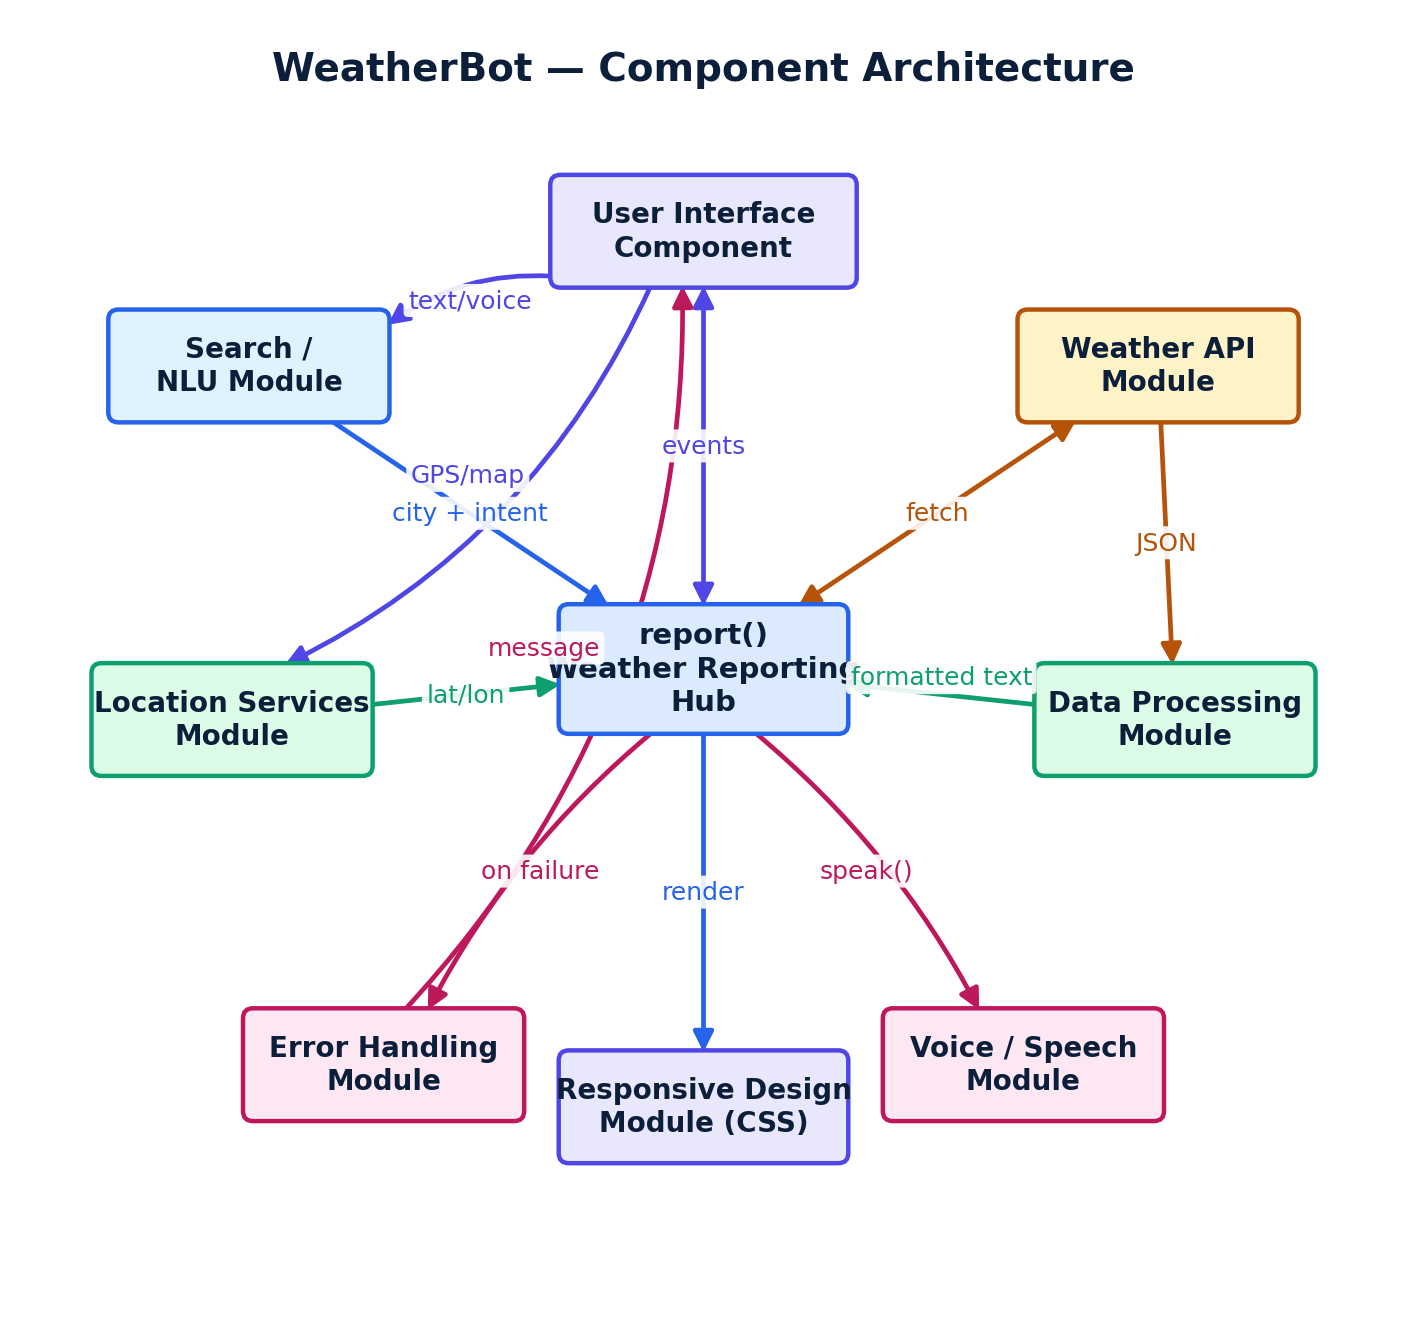 WeatherBot — Component Architecture
User Interface
Component
text/voice
Search /
NLU Module
Weather API
Module
events
GPS/map
city + intent
fetch
JSON
report()
Weather Reporting
Hub
message
formatted text
lat/lon
Location Services
Module
Data Processing
Module
on failure
render
speak()
Error Handling
Module
Responsive Design
Module (CSS)
Voice / Speech
Module